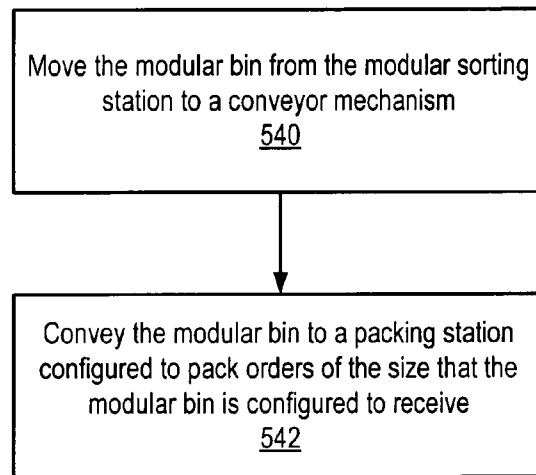 Move the modular bin from the modular sorting
station to a conveyor mechanism
540
Convey the modular bin to a packing station
configured to pack orders of the size that the
modular bin is configured to receive
542